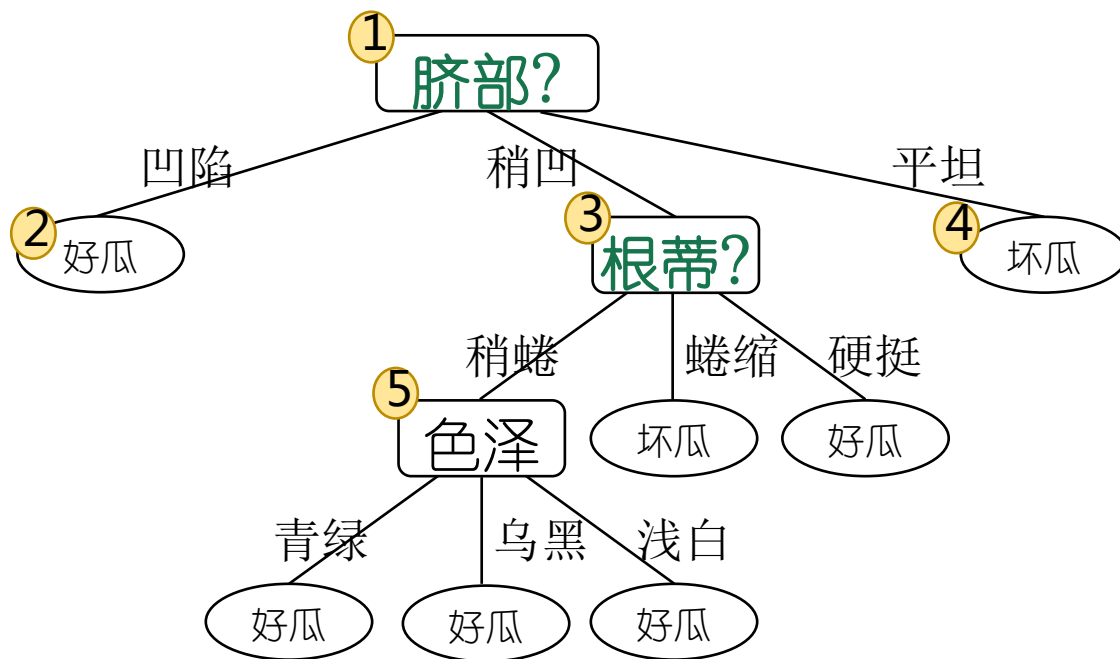 1
脐部?
凹陷
稍凹
平坦
2
好瓜
3
根蒂?
4
坏瓜
稍蜷
蜷缩
硬挺
5
色泽
坏瓜
好瓜
青绿
乌黑
浅白
好瓜
好瓜
好瓜